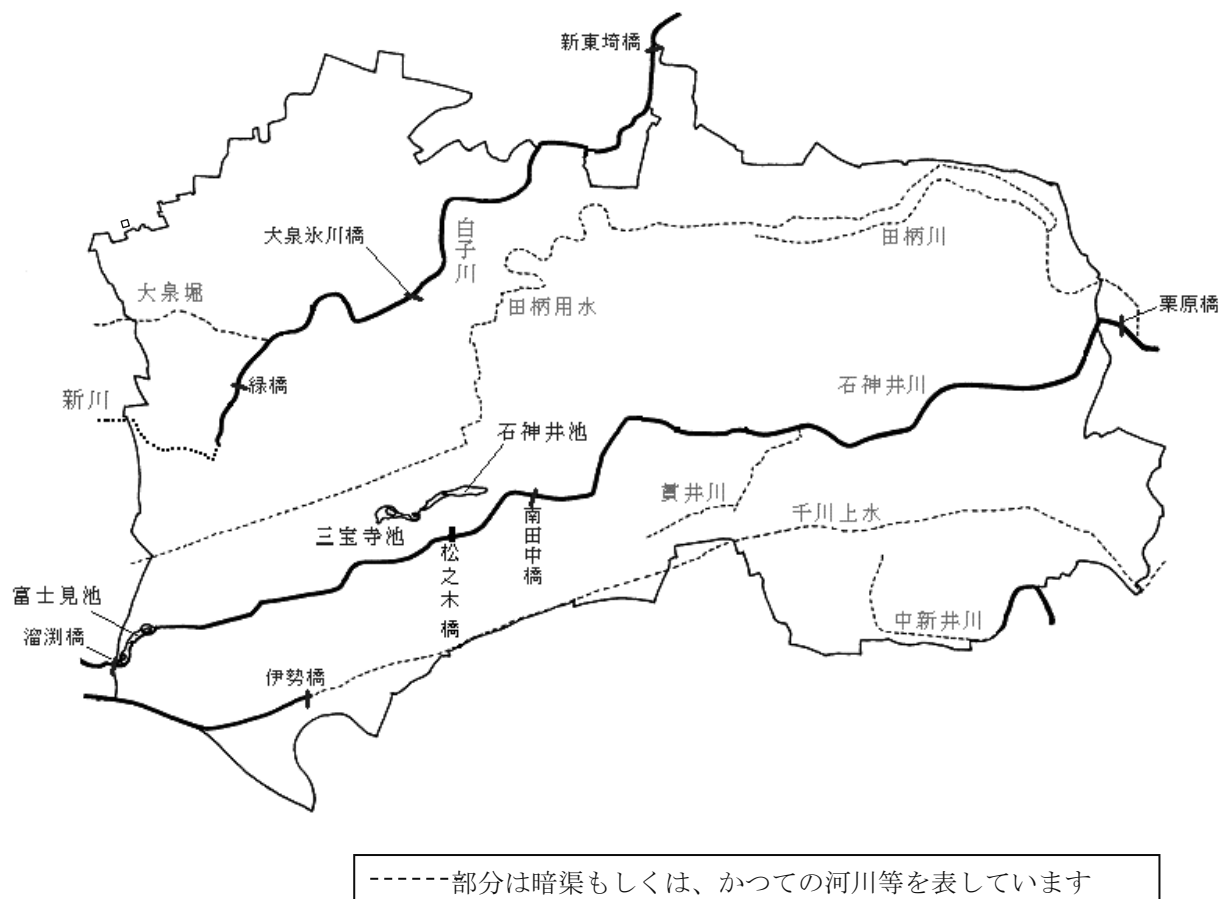 新東埼橋
大泉氷川橋
白子川
田柄川
大泉堀
田柄用水
栗原橋
緑橋
石神井川
新川
石神井池
貫井川
千川上水
三宝寺池
南田中橋
松之木橋
富士見池
溜渕橋
中新井川
伊勢橋
------部分は暗渠もしくは、かつての河川等を表しています